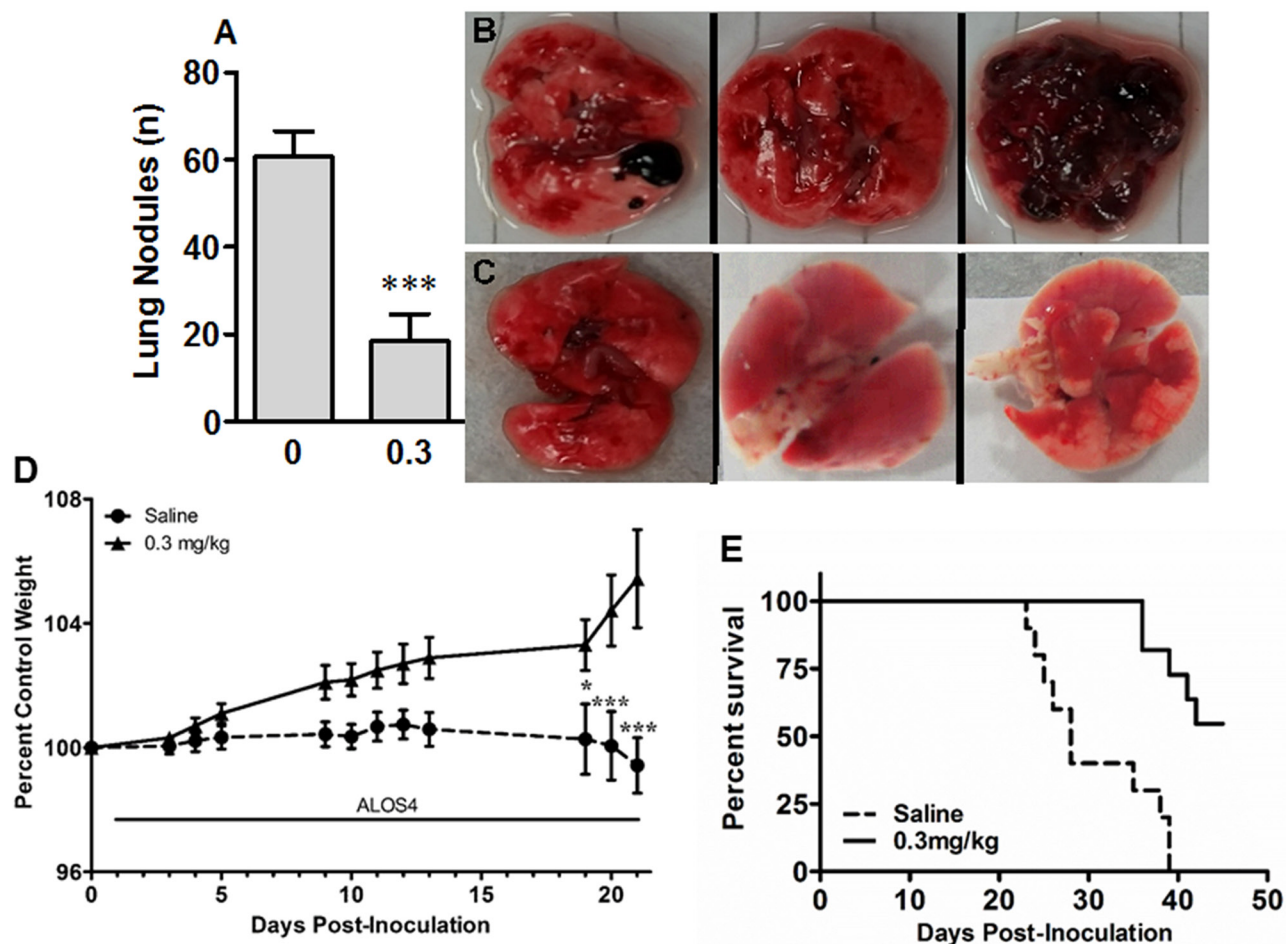 A
Lung Nodules (n)
80
60
40
20
0
***
0
0.3
B
C
D
Percent Control Weight
108
104
100
96
Saline
0.3 mg/kg
*
***
***
ALOS4
0
5
10
15
20
Days Post-Inoculation
E
Percent survival
100
75
50
25
0
Saline
0.3mg/kg
0
10
20
30
40
50
Days Post-Inoculation